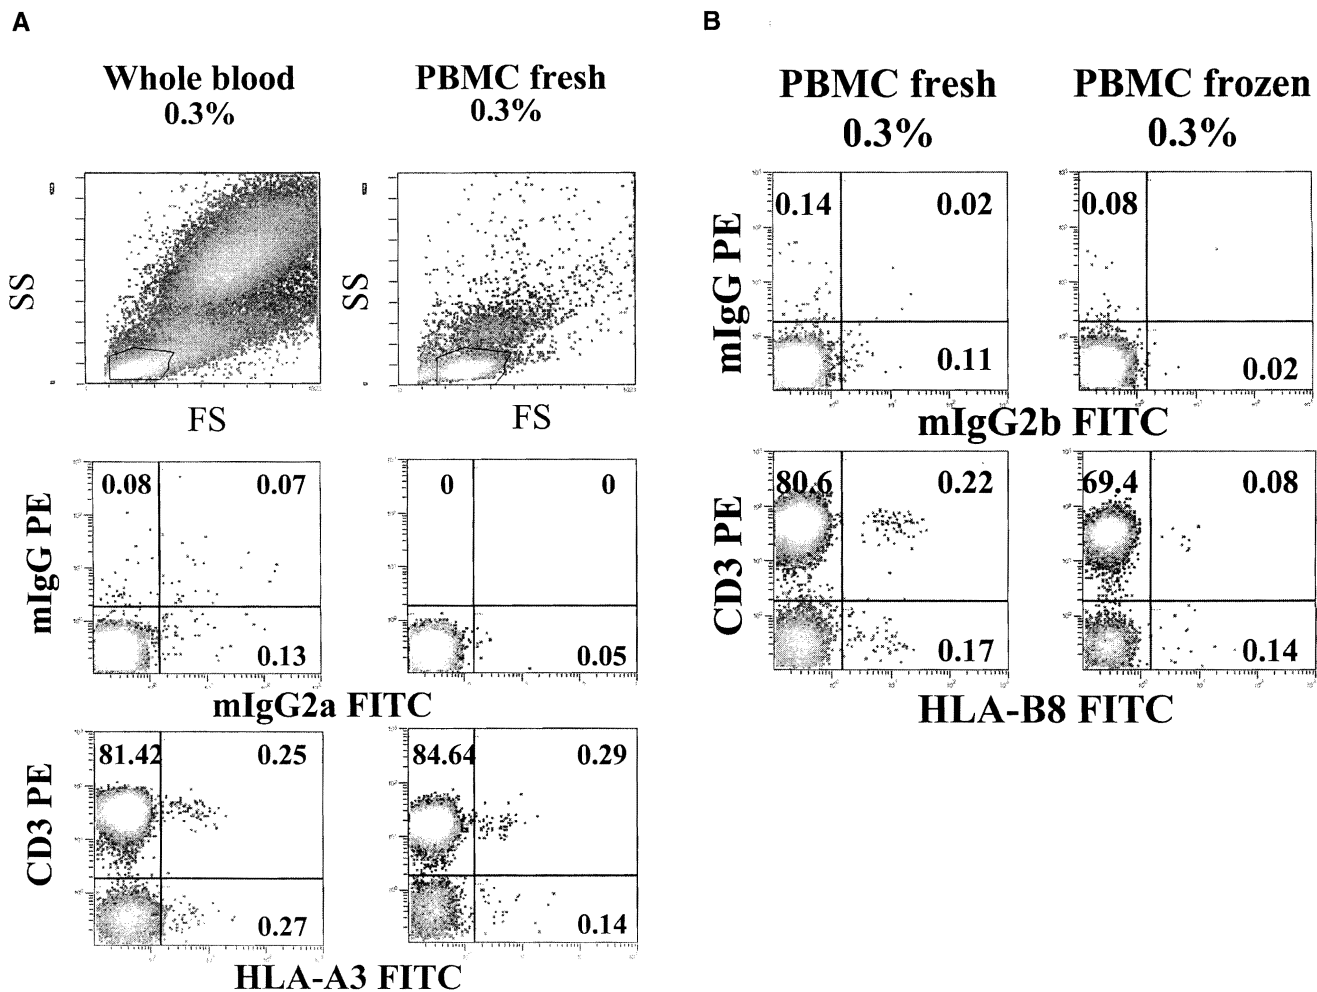 A
B
Whole blood
0.3%
PBMC fresh
0.3%
PBMC fresh
0.3%
PBMC frozen
0.3%
SS
FS
SS
FS
mIgG PE
0.14
0.02
0.11
0.08
0.02
mIgG2b FITC
mIgG PE
0.08
0.07
0.13
0
0
0.05
mIgG2a FITC
CD3 PE
80.6
0.22
0.17
69.4
0.08
0.14
HLA-B8 FITC
CD3 PE
81.42
0.25
0.27
84.64
0.29
0.14
HLA-A3 FITC